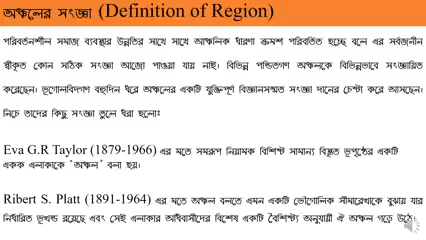 অঞ্চলের সংজ্ঞা (Definition of Region)
পরিবর্তনশীল সমাজ ব্যবস্থার উন্নতির সাথে সাথে আঞ্চলিক ধারণা ক্রমশ পরিবর্তিত হচ্ছে বলে এর সর্বজনীন
স্বীকৃত কোন সঠিক সংজ্ঞা আজো পাওয়া যায় নাই। বিভিন্ন পন্ডিতগণ অঞ্চলকে বিভিন্নভাবে সংজ্ঞায়িত
করেছেন। ভূগোলবিদগণ বহুদিন ধরে অঞ্চলের একটি যুক্তিপূর্ণ বিজ্ঞানসম্মত সংজ্ঞা দানের চেস্টা করে আসছেন।
নিচে তাদের কিছু সংজ্ঞা তুলে ধরা হলোঃ
Eva G.R Taylor (1879-1966) এর মতে সমরূপ নিয়ামক বিশিষ্ট সামান্য বিস্তৃত ভূপৃষ্ঠের একটি
একক এলাকাকে "অঞ্চল" বলা হয়।
Ribert S. Platt (1891-1964) এর মতে অঞ্চল বলতে এমন একটি ভৌগোলিক সীমারেখাকে বুঝায় যার
নির্ধারিত ভূখন্ড রয়েছে এবং সেই এলাকার অধিবাসীদের বিশেষ একটি বৈশিষ্ট্য অনুযায়ী ঐ অঞ্চল গড়ে উঠে।